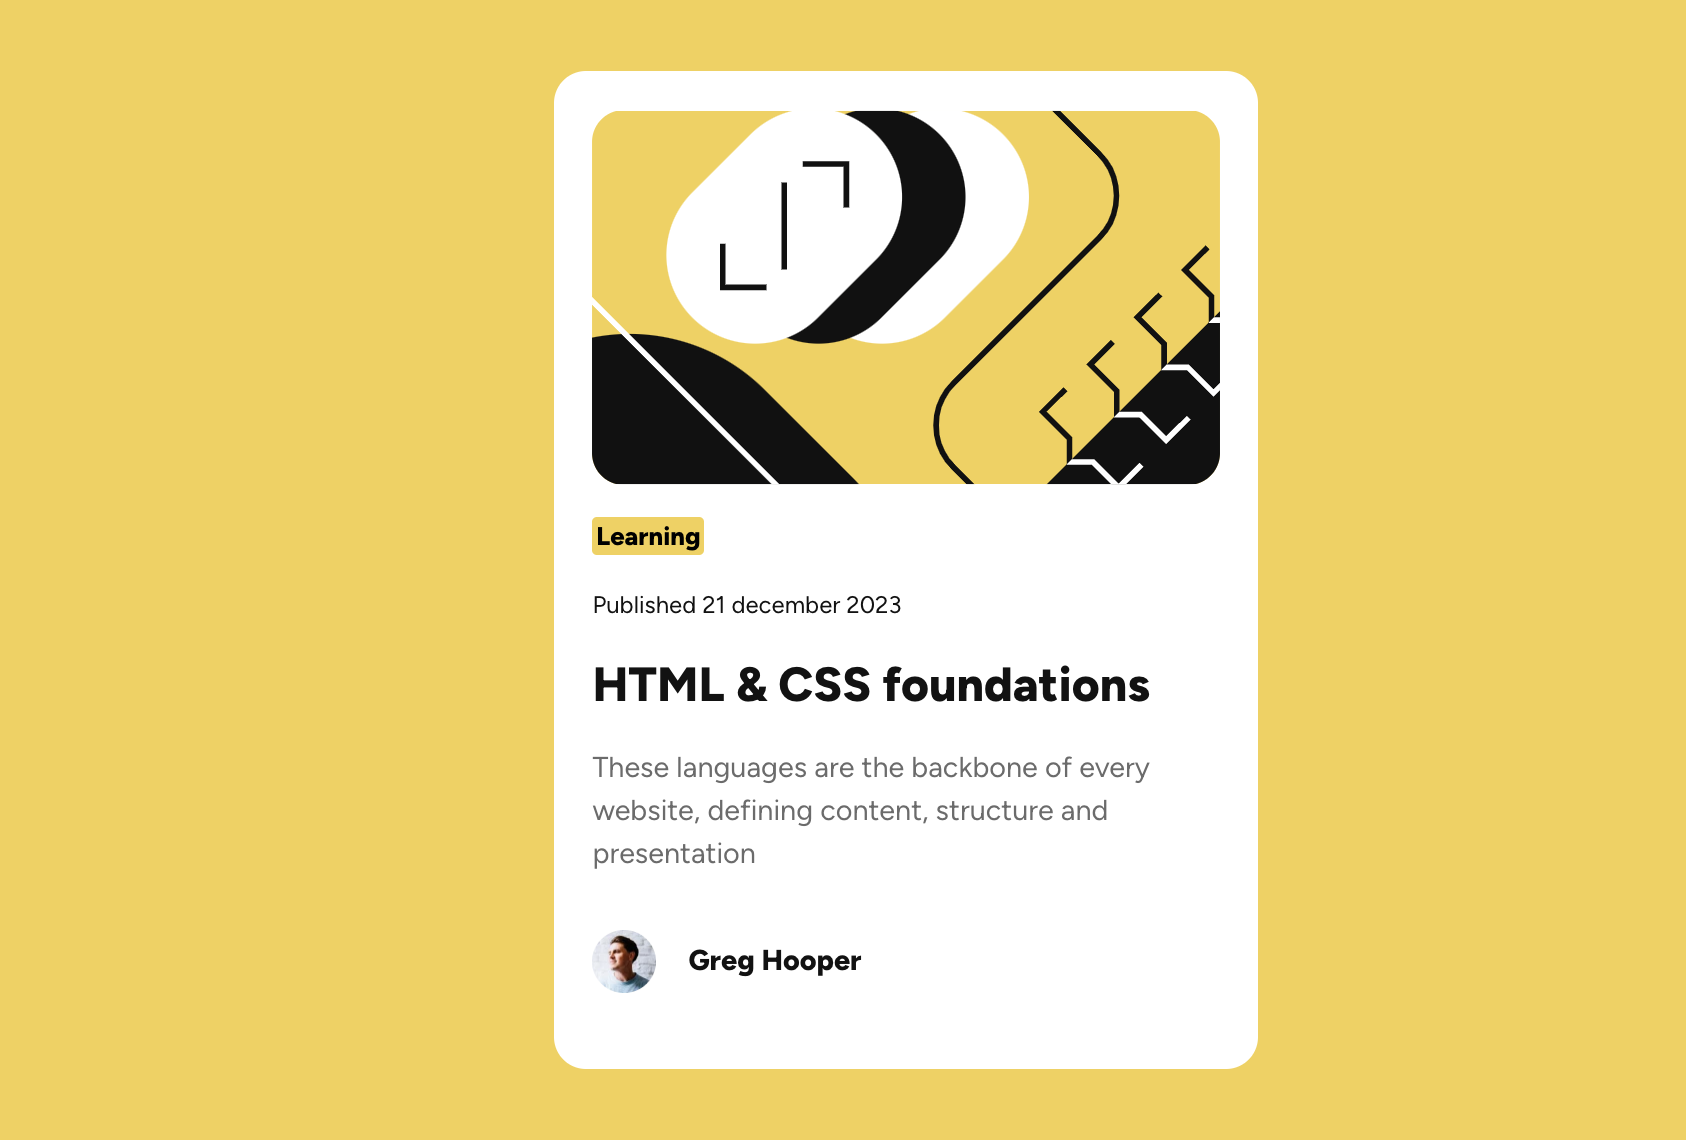 Learning
Published 21 december 2023
HTML & CSS foundations
These languages are the backbone of every
website, defining content, structure and
presentation
Greg Hooper